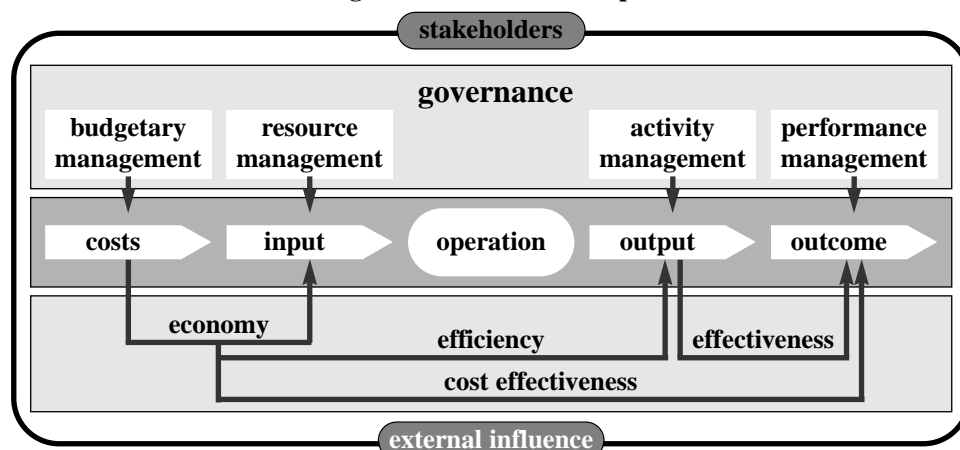 stakeholders
governance
budgetary
management
resource
management
activity
management
performance
management
costs
input
operation
output
outcome
economy
efficiency
effectiveness
cost effectiveness
external influence